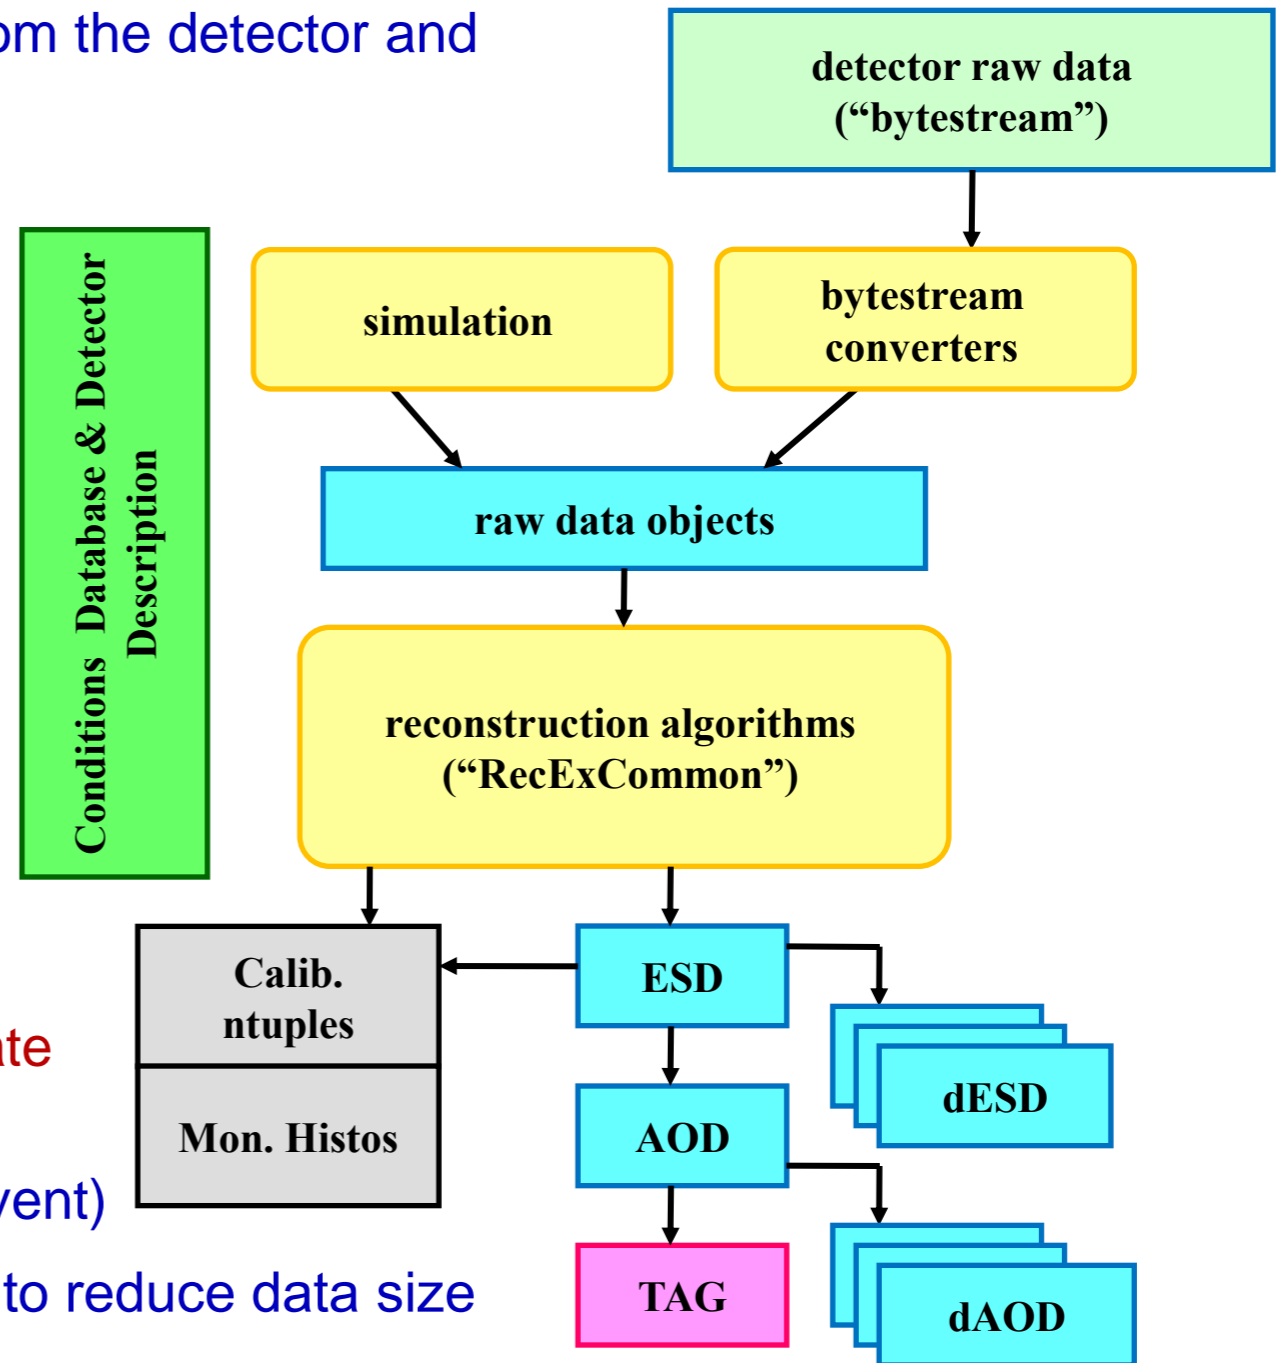 om the detector and
detector raw data
(“bytestream”)
Conditions Database & Detector
Description
simulation
bytestream
converters
raw data objects
reconstruction algorithms
(“RecExCommon”)
Calib.
ntuples
ESD
ate
dESD
Mon. Histos
AOD
vent)
to reduce data size
TAG
dAOD